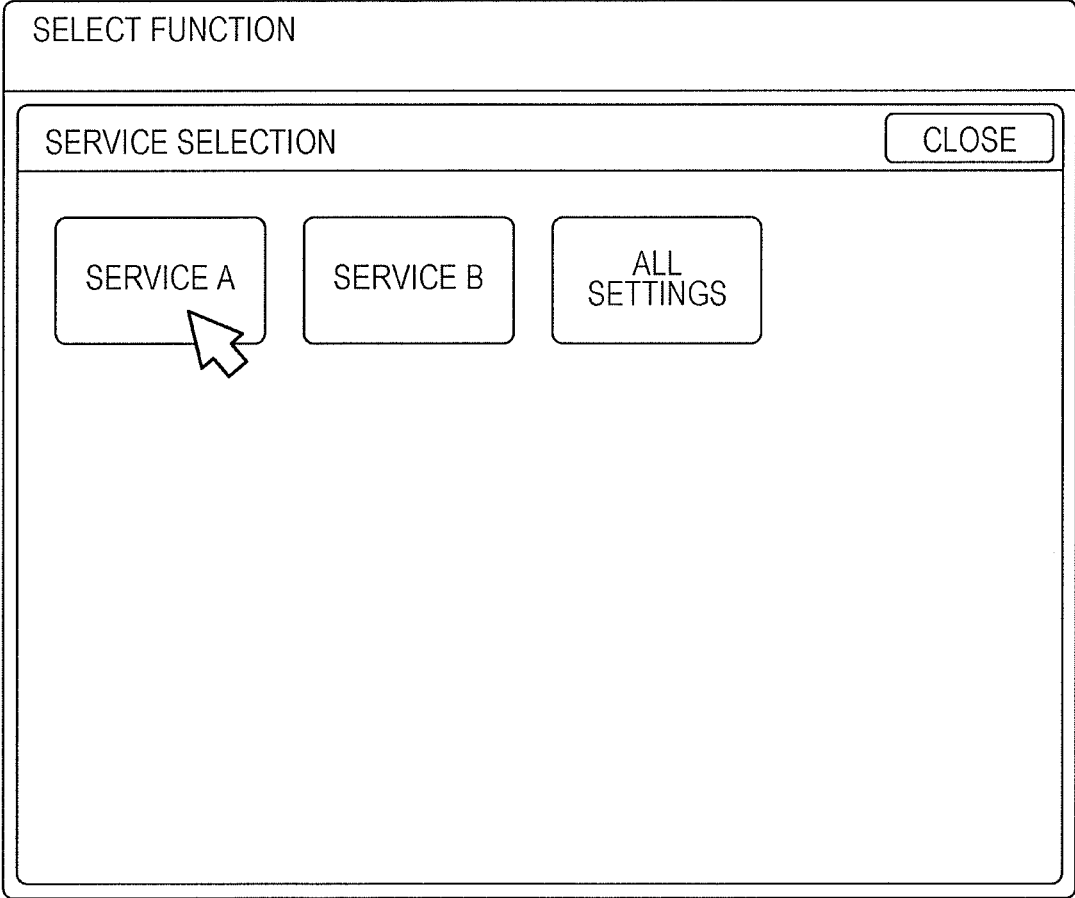 SELECT FUNCTION
SERVICE SELECTION
CLOSE
SERVICE A
SERVICE B
ALL
SETTINGS